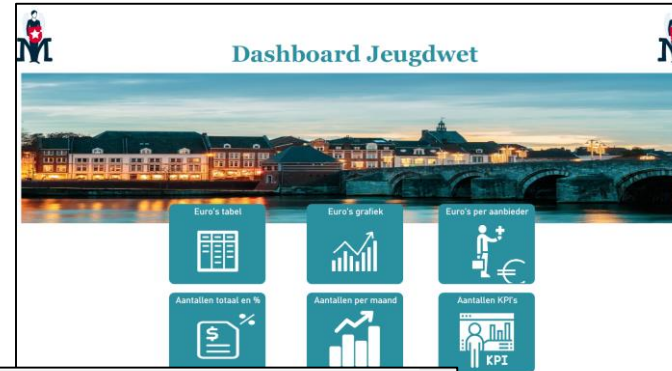 Dashboard Jeugdwet
Euro's tabel
Euro's grafiek
Euro's per aanbieder
Aantallen totaal en %
Aantallen per maand
Aantallen KPI's
KPI